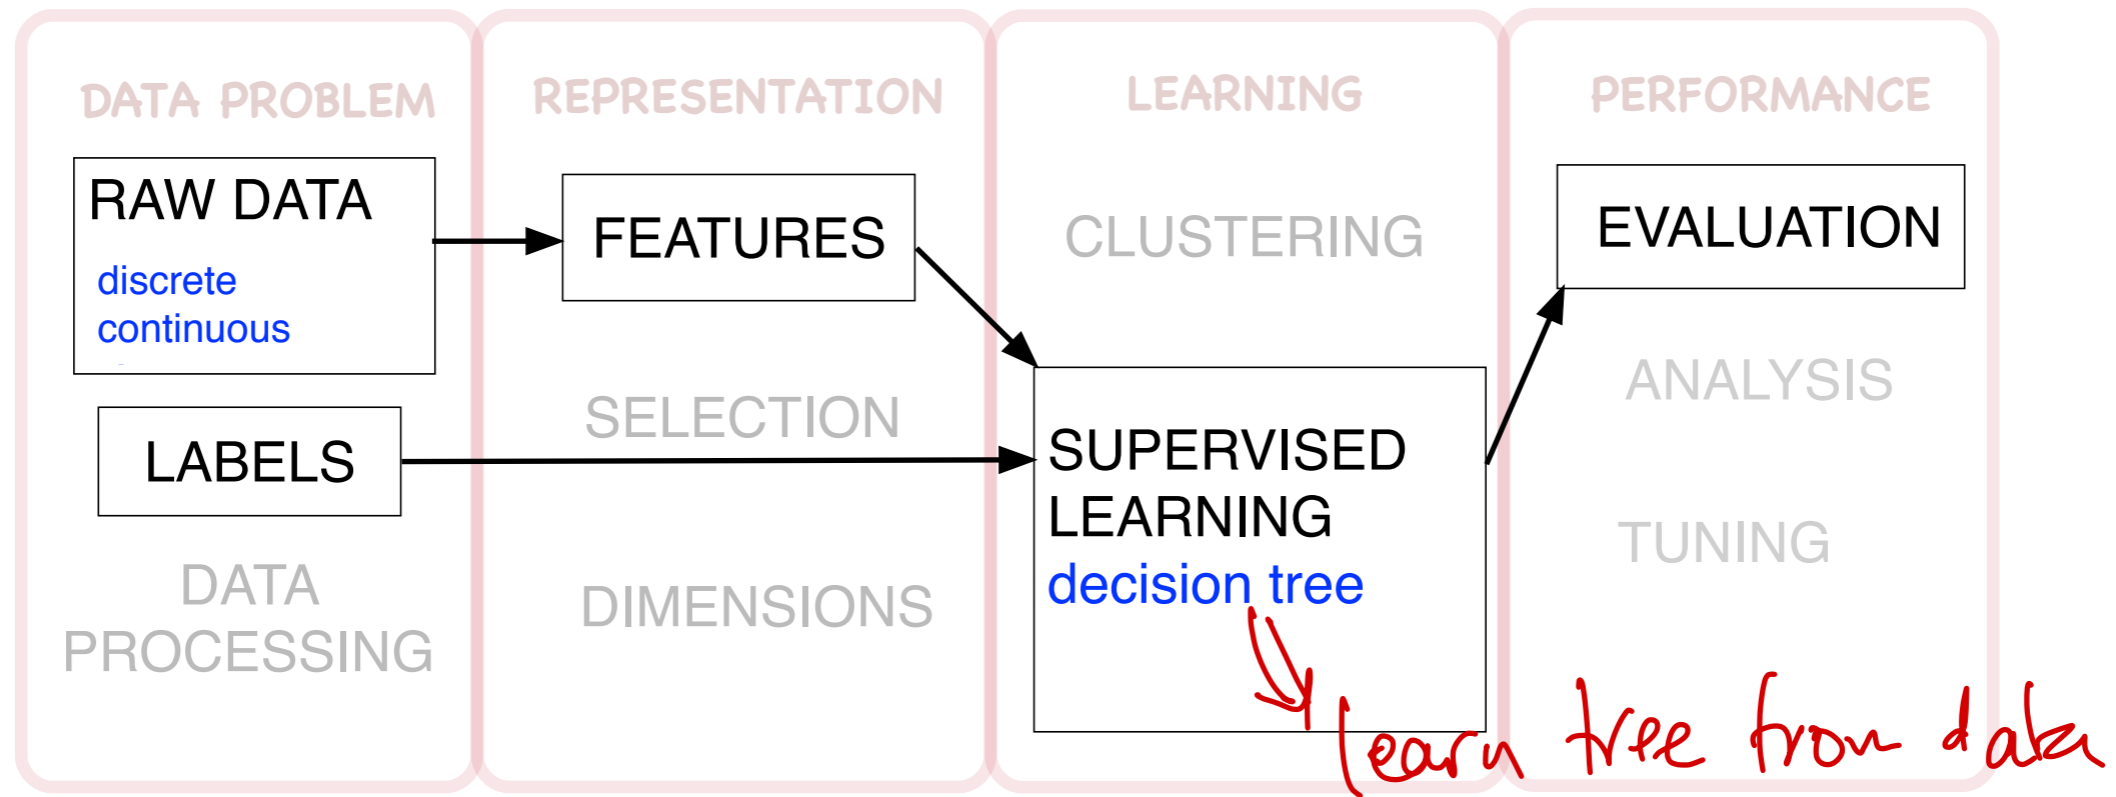 DATA PROBLEM
RAW DATA
discrete
continuous
LABELS
DATA
PROCESSING
REPRESENTATION
FEATURES
SELECTION
DIMENSIONS
LEARNING
CLUSTERING
SUPERVISED
LEARNING
decision tree
learn tree from data
PERFORMANCE
EVALUATION
ANALYSIS
TUNING